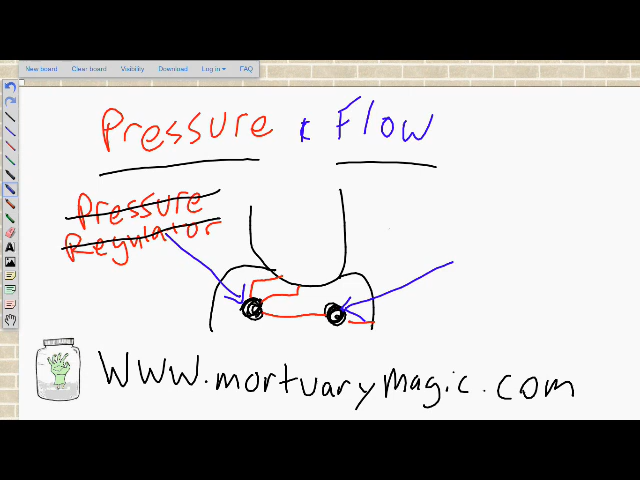 New board Clear board Visibility Download Log in FAQ
Pressure & Flow
Pressure
Regulator
A
www.mortuarymagic.com